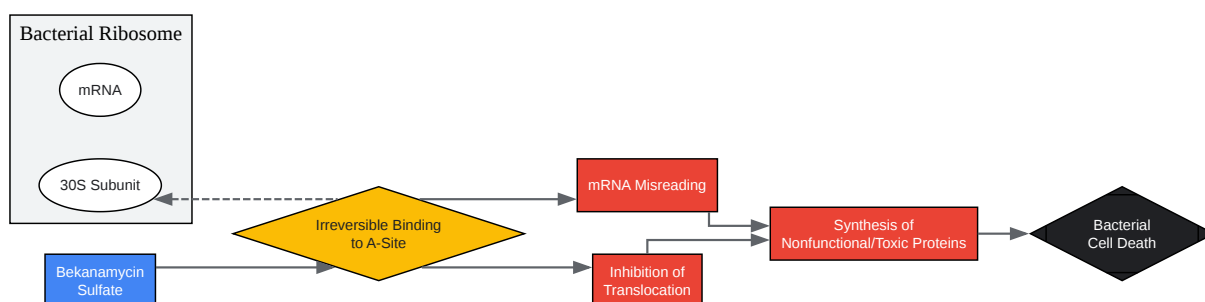 Bacterial Ribosome
mRNA
30S Subunit
Bekanamycin
Sulfate
Irreversible Binding
to A-Site
mRNA Misreading
Inhibition of
Translocation
Synthesis of
Nonfunctional/Toxic Proteins
Bacterial
Cell Death